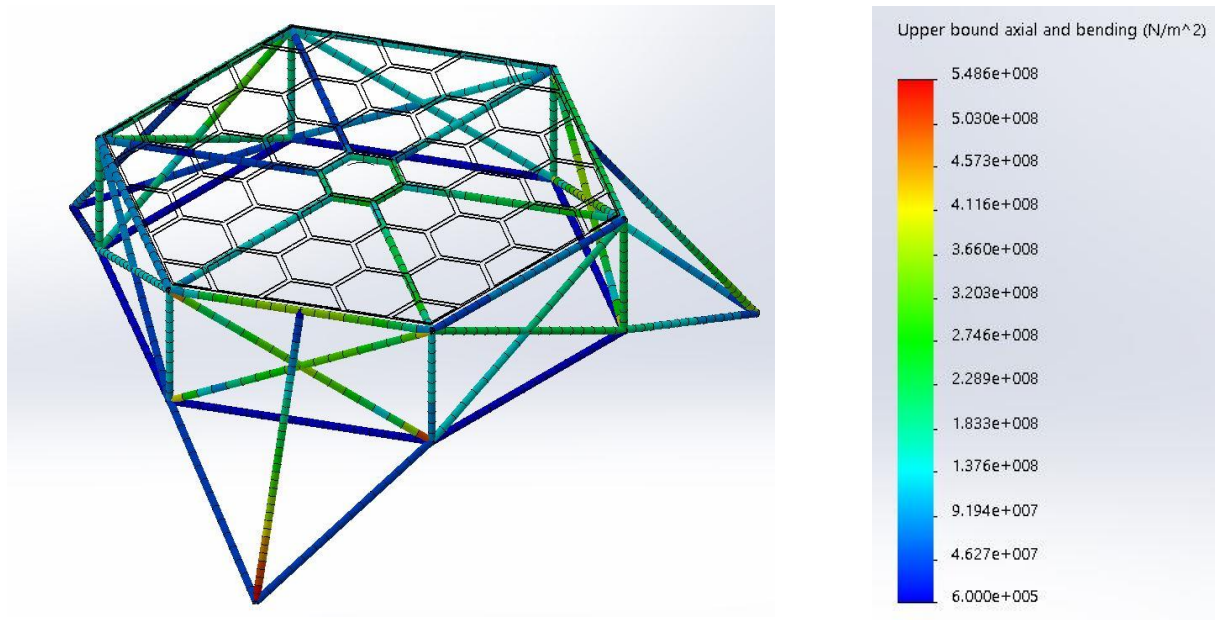 Upper bound axial and bending (N/m^2)
5.486e+008
5.030e+008
4.573e+008
4.116e+008
3.660e+008
3.203e+008
2.746e+008
2.289e+008
1.833e+008
1.376e+008
9.194e+007
4.627e+007
6.000e+005